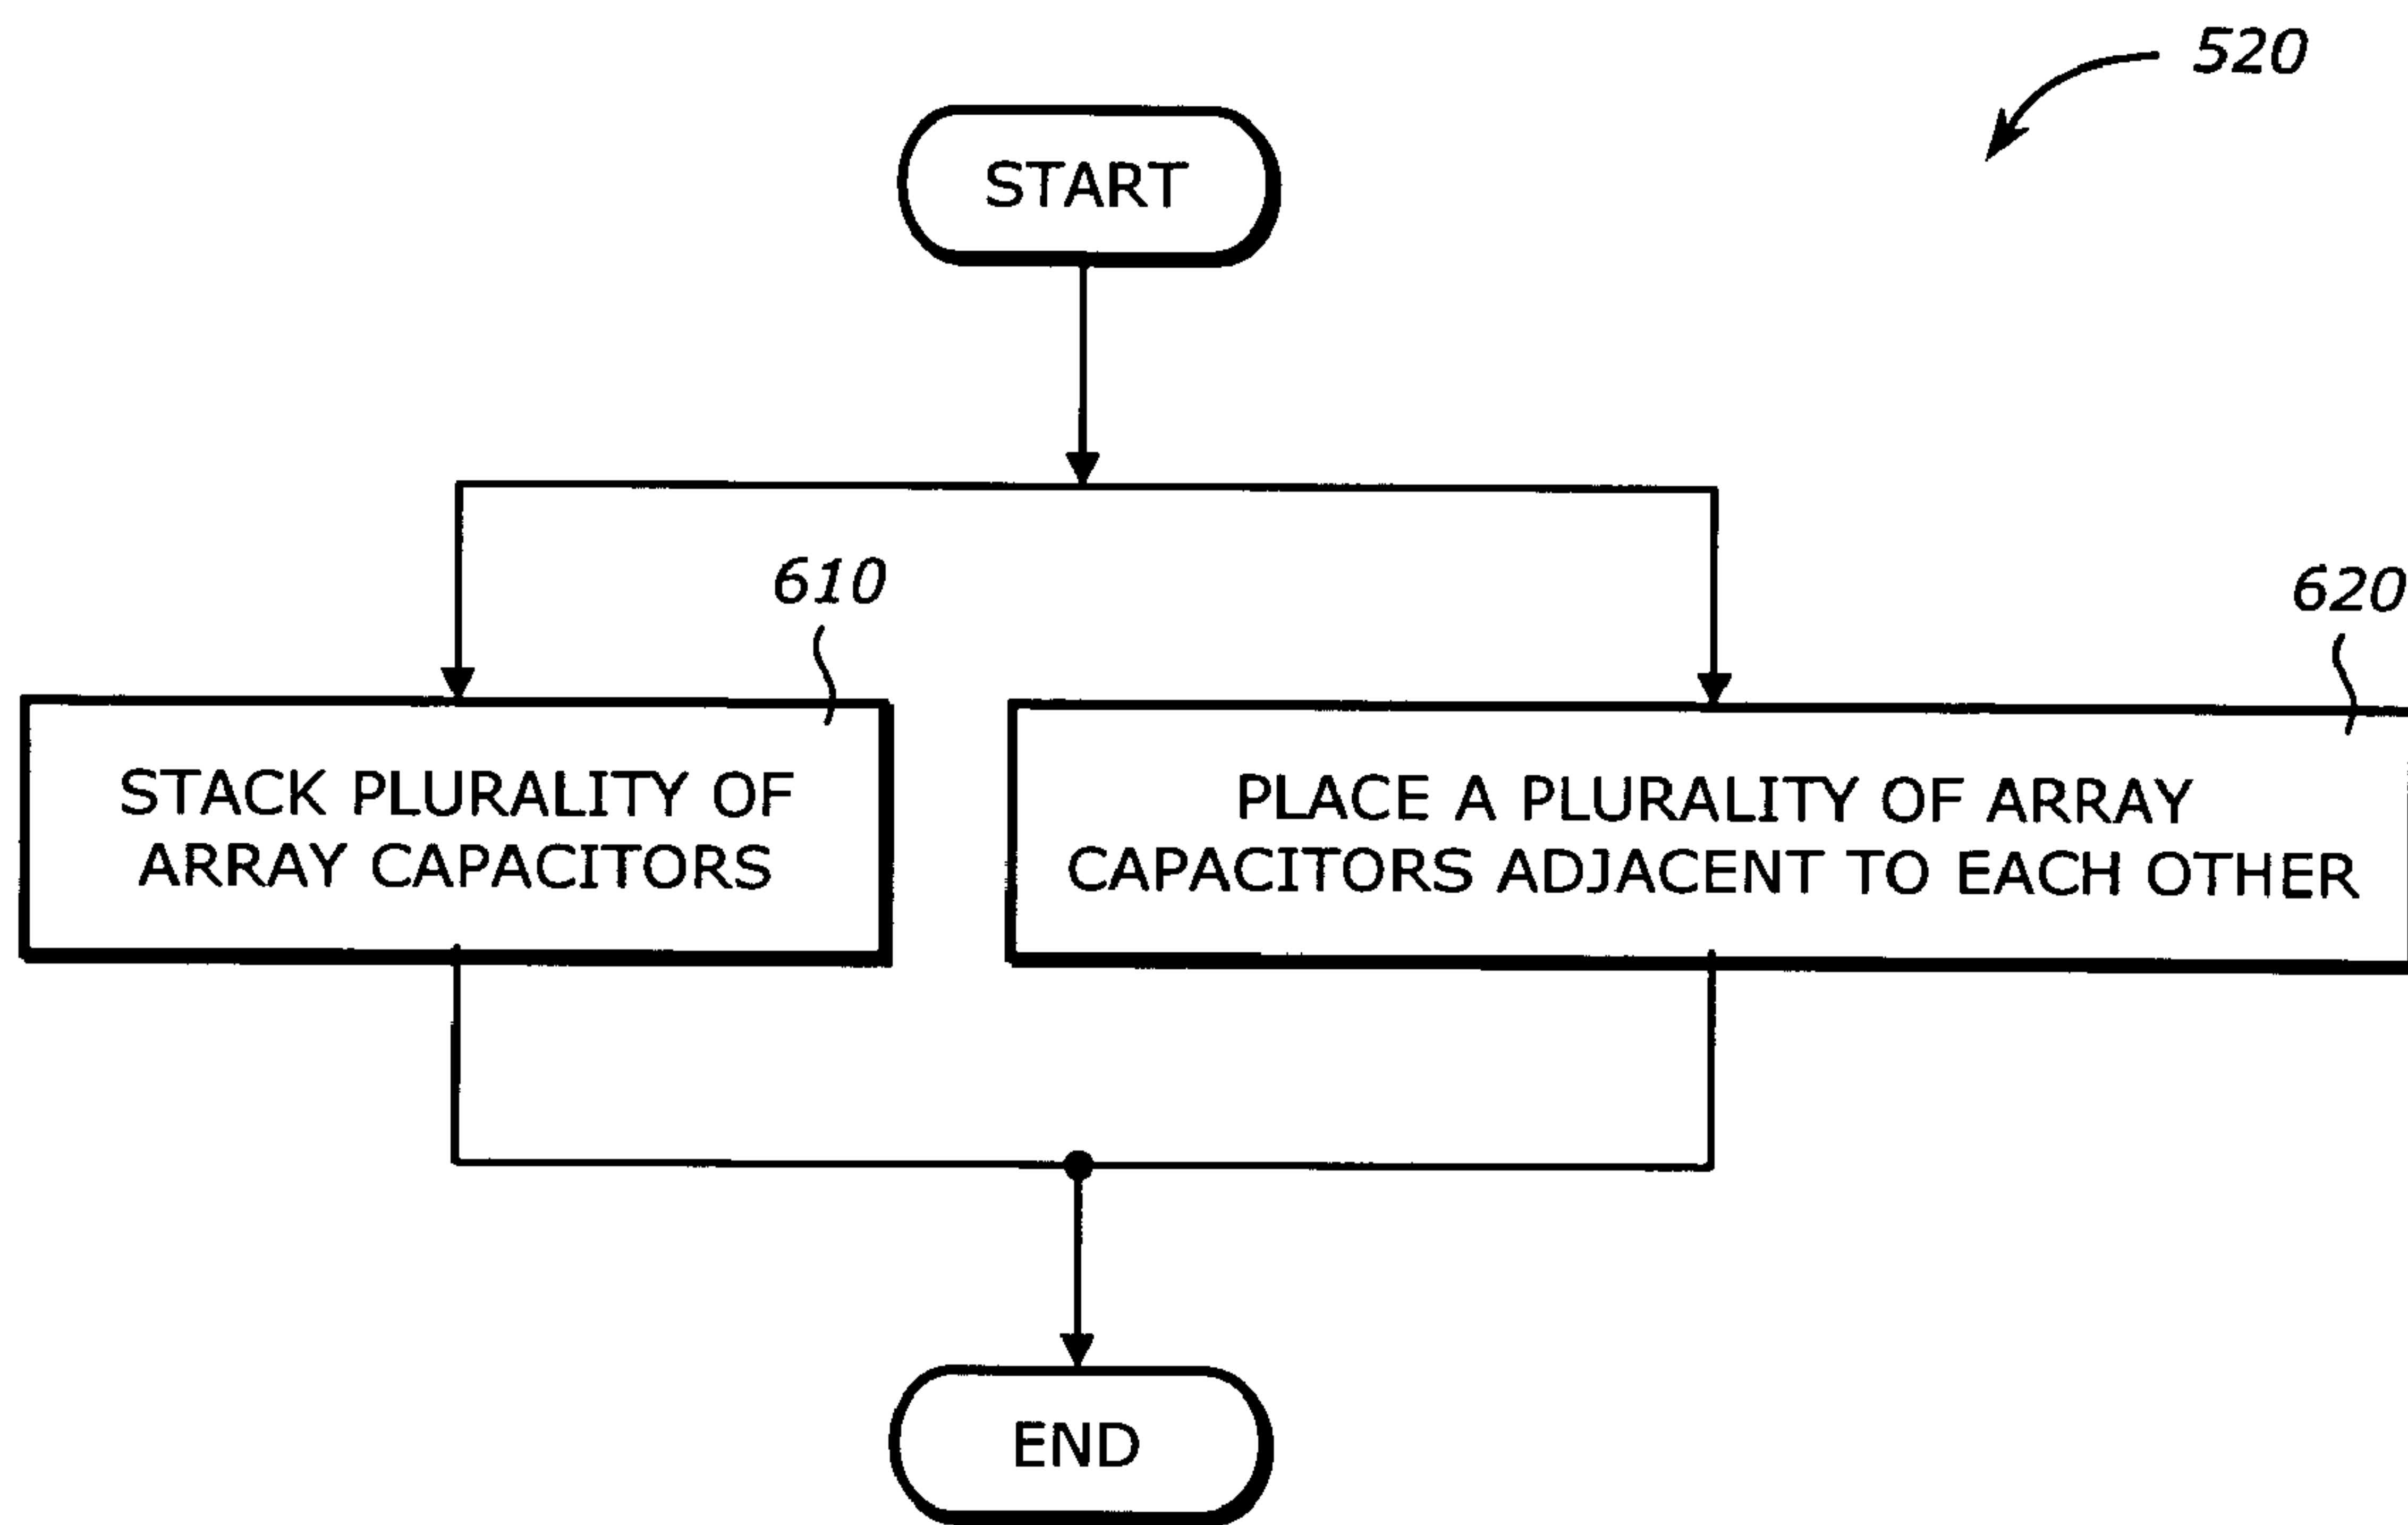 520
START
610
620
STACK PLURALITY OF
ARRAY CAPACITORS
PLACE A PLURALITY OF ARRAY
CAPACITORS ADJACENT TO EACH OTHER
END